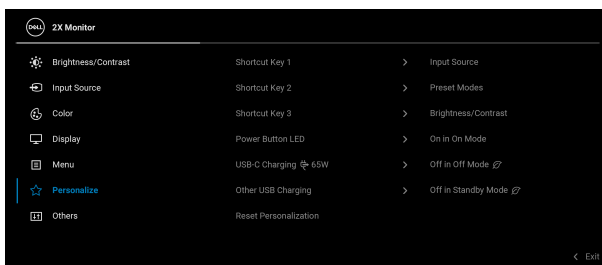 DELL 2X Monitor
Brightness/Contrast Shortcut Key 1 > Input Source
Input Source Shortcut Key 2 > Preset Modes
Color Shortcut Key 3 > Brightness/Contrast
Display Power Button LED > On in On Mode
Menu USB-C Charging 65W > Off in Off Mode
Personalize Other USB Charging > Off in Standby Mode
Others Reset Personalization
< Exit